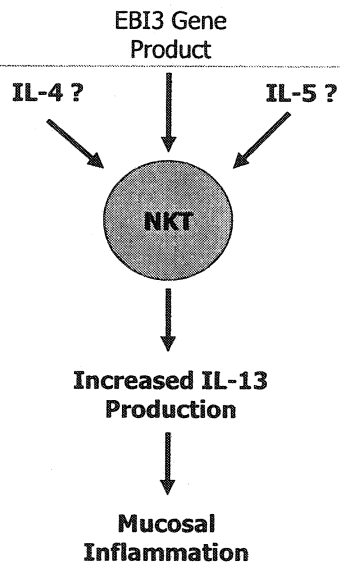 EBI3 Gene
Product
IL-4 ?
IL-5 ?
NKT
Increased IL-13
Production
Mucosal
Inflammation